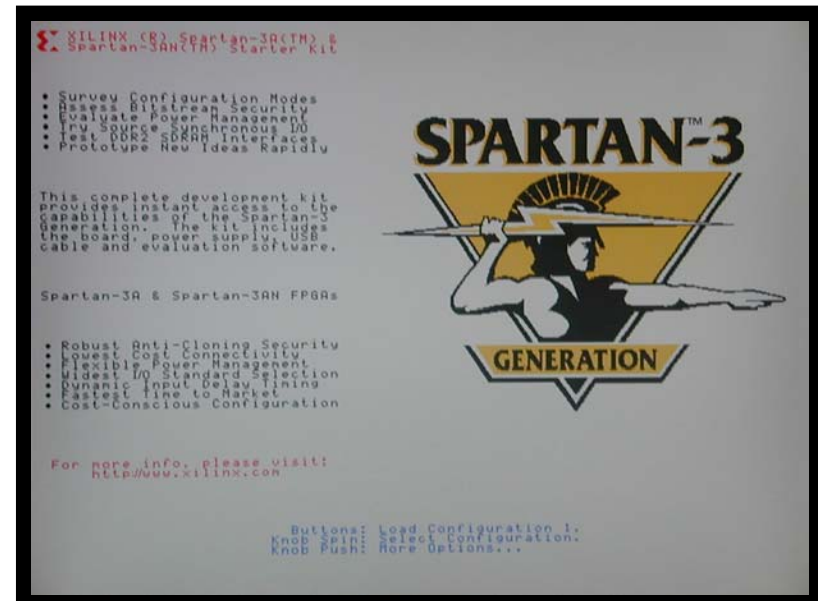 XILINX (R) Spartan-3A(TM) &
Spartan-3AN(TM) Starter Kit
• Survey Configuration Modes
• Assess Bitstream Security
• Evaluate Power Management
• Try Source Synchronous I/O
• Test DDR2 SDRAM Interfaces
• Prototype New Ideas Rapidly
This complete development kit
provides instant access to the
capabilities of the Spartan-3
Generation. The kit includes
the board, power supply, USB
cable and evaluation software.
Spartan-3A & Spartan-3AN FPGAs
• Robust Anti-Cloning Security
• Lowest Cost Connectivity
• Flexible Power Management
• Widest I/O Standard Selection
• Dynamic Input Delay Timing
• Fastest Time to Market
• Cost-Conscious Configuration
For more info, please visit:
http://www.xilinx.com
SPARTAN™-3
GENERATION
Buttons: Load Configuration 1.
Knob Spin: Select Configuration.
Knob Push: More Options...